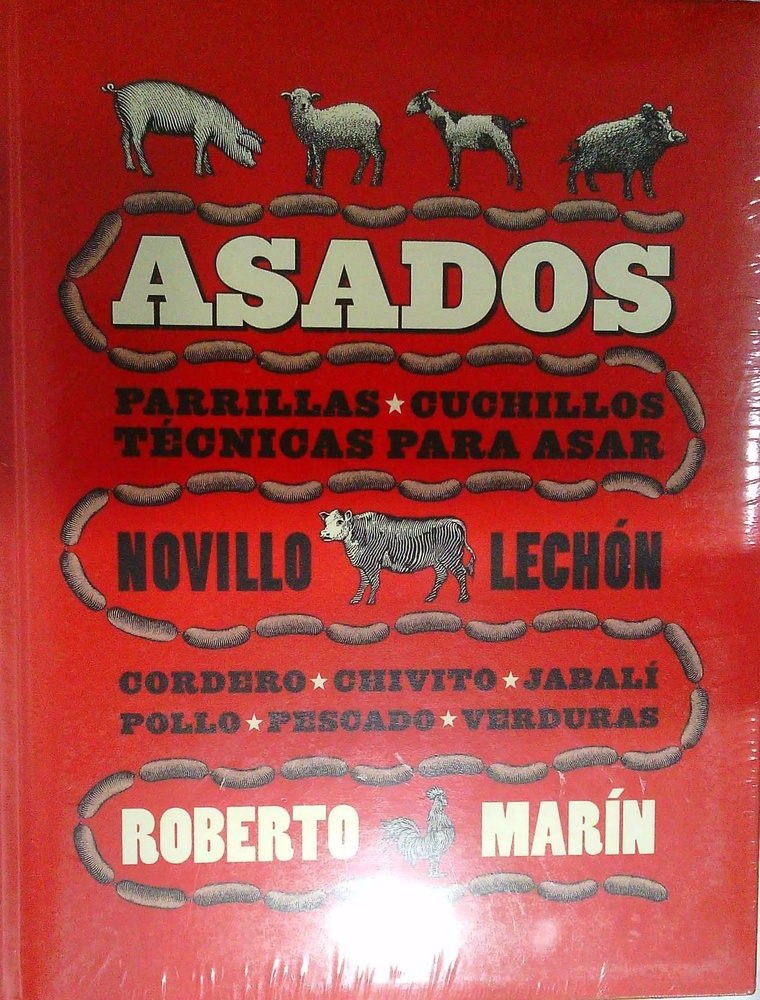 ASADOS
PARRILLAS ★ CUCHILLOS
TÉCNICAS PARA ASAR
NOVILLO LECHÓN
CORDERO ★ CHIVITO ★ JABALÍ
POLLO ★ PESCADO ★ VERDURAS
ROBERTO MARÍN